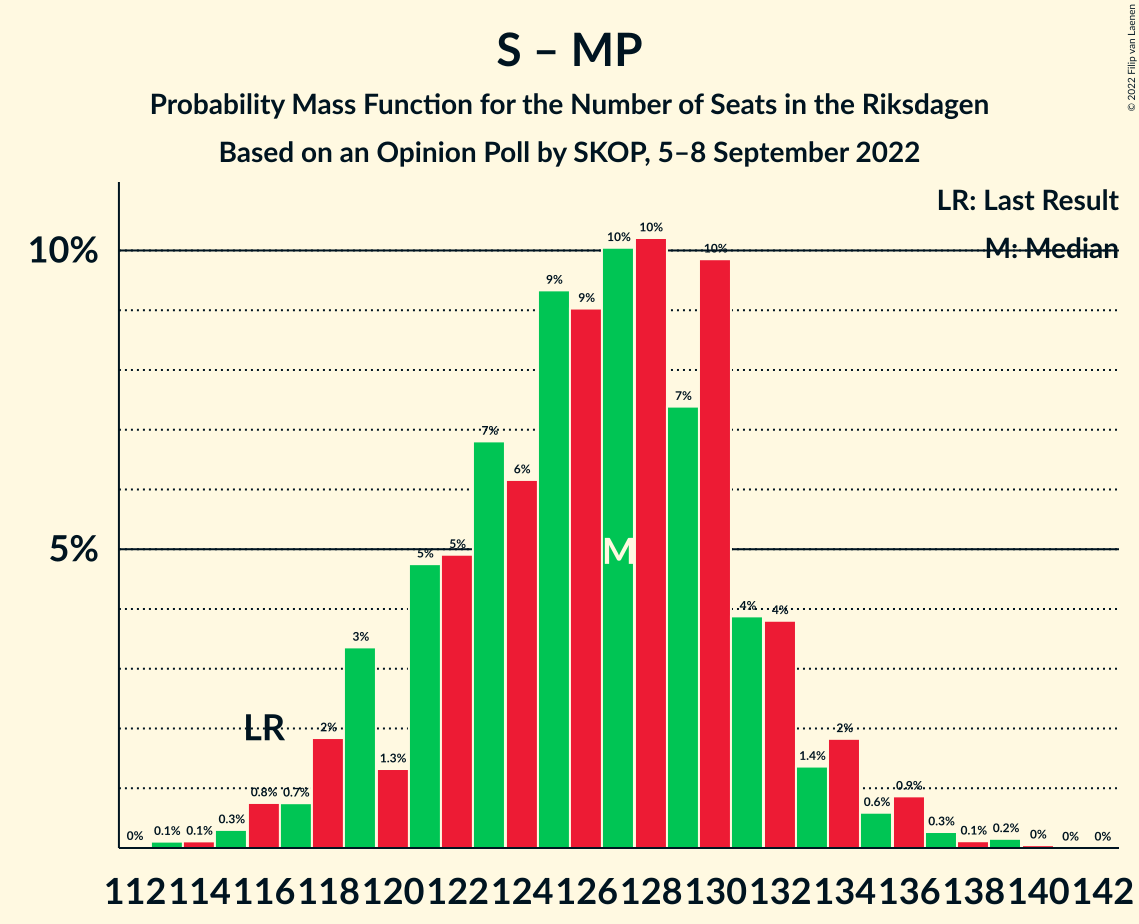 S – MP
Probability Mass Function for the Number of Seats in the Riksdagen
Based on an Opinion Poll by SKOP, 5–8 September 2022
© 2022 Filip van Laenen
LR: Last Result
M: Median
10%
5%
0% 0.1% 0.1% 0.3% 0.8% 0.7% 2% 3% 1.3% 5% 5% 7% 6% 9% 9% 10% 10% 7% 10% 4% 4% 1.4% 2% 0.6% 0.9% 0.3% 0.1% 0.2% 0% 0% 0%
LR
M
112 114 116 118 120 122 124 126 128 130 132 134 136 138 140 142